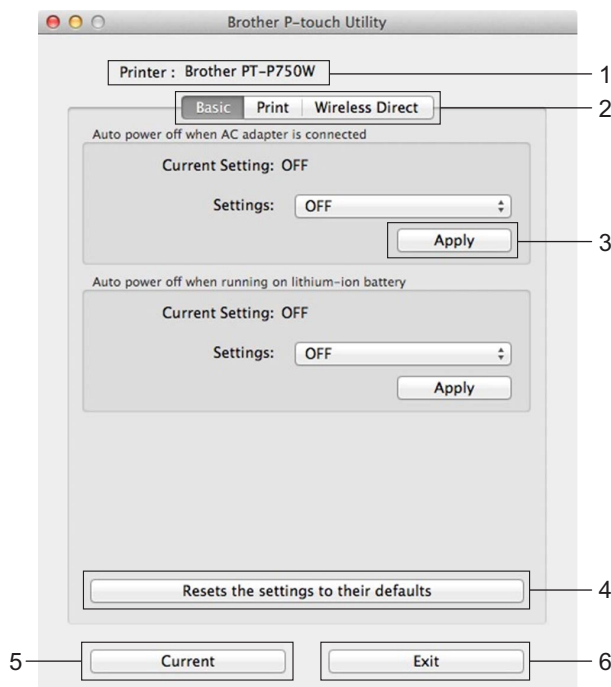 Brother P-touch Utility
Printer : Brother PT-P750W
1
Basic Print Wireless Direct
2
Auto power off when AC adapter is connected
Current Setting: OFF
Settings: OFF
Apply
3
Auto power off when running on lithium-ion battery
Current Setting: OFF
Settings: OFF
Apply
Resets the settings to their defaults
4
5
Current
Exit
6